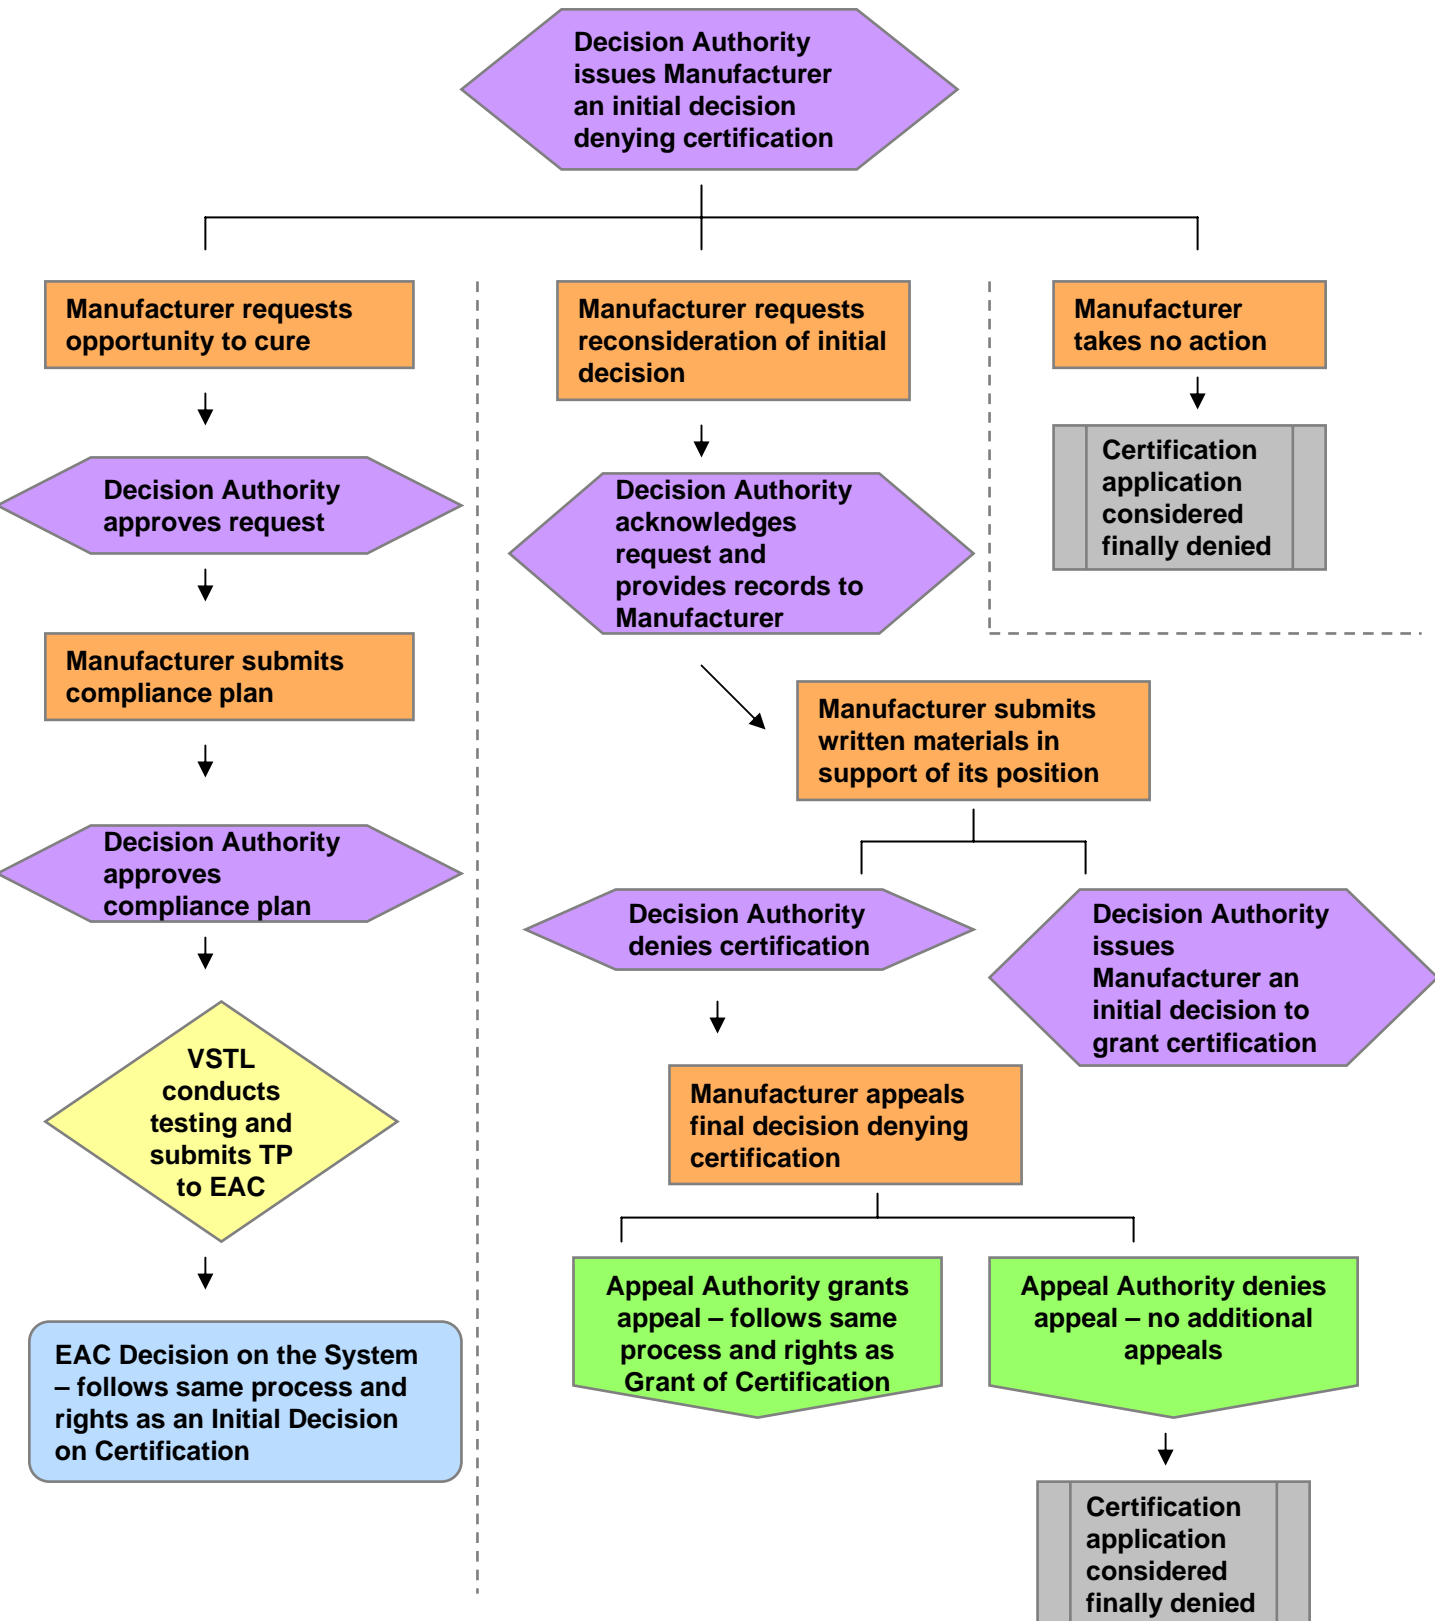 Decision Authority
issues Manufacturer
an initial decision
denying certification
Manufacturer requests
opportunity to cure
Manufacturer requests
reconsideration of initial
decision
Manufacturer
takes no action
Decision Authority
approves request
Decision Authority
acknowledges
request and
provides records to
Manufacturer
Certification
application
considered
finally denied
Manufacturer submits
compliance plan
Manufacturer submits
written materials in
support of its position
Decision Authority
approves
compliance plan
Decision Authority
denies certification
Decision Authority
issues
Manufacturer an
initial decision to
grant certification
VSTL
conducts
testing and
submits TP
to EAC
Manufacturer appeals
final decision denying
certification
EAC Decision on the System
– follows same process and
rights as an Initial Decision
on Certification
Appeal Authority grants
appeal – follows same
process and rights as
Grant of Certification
Appeal Authority denies
appeal – no additional
appeals
Certification
application
considered
finally denied